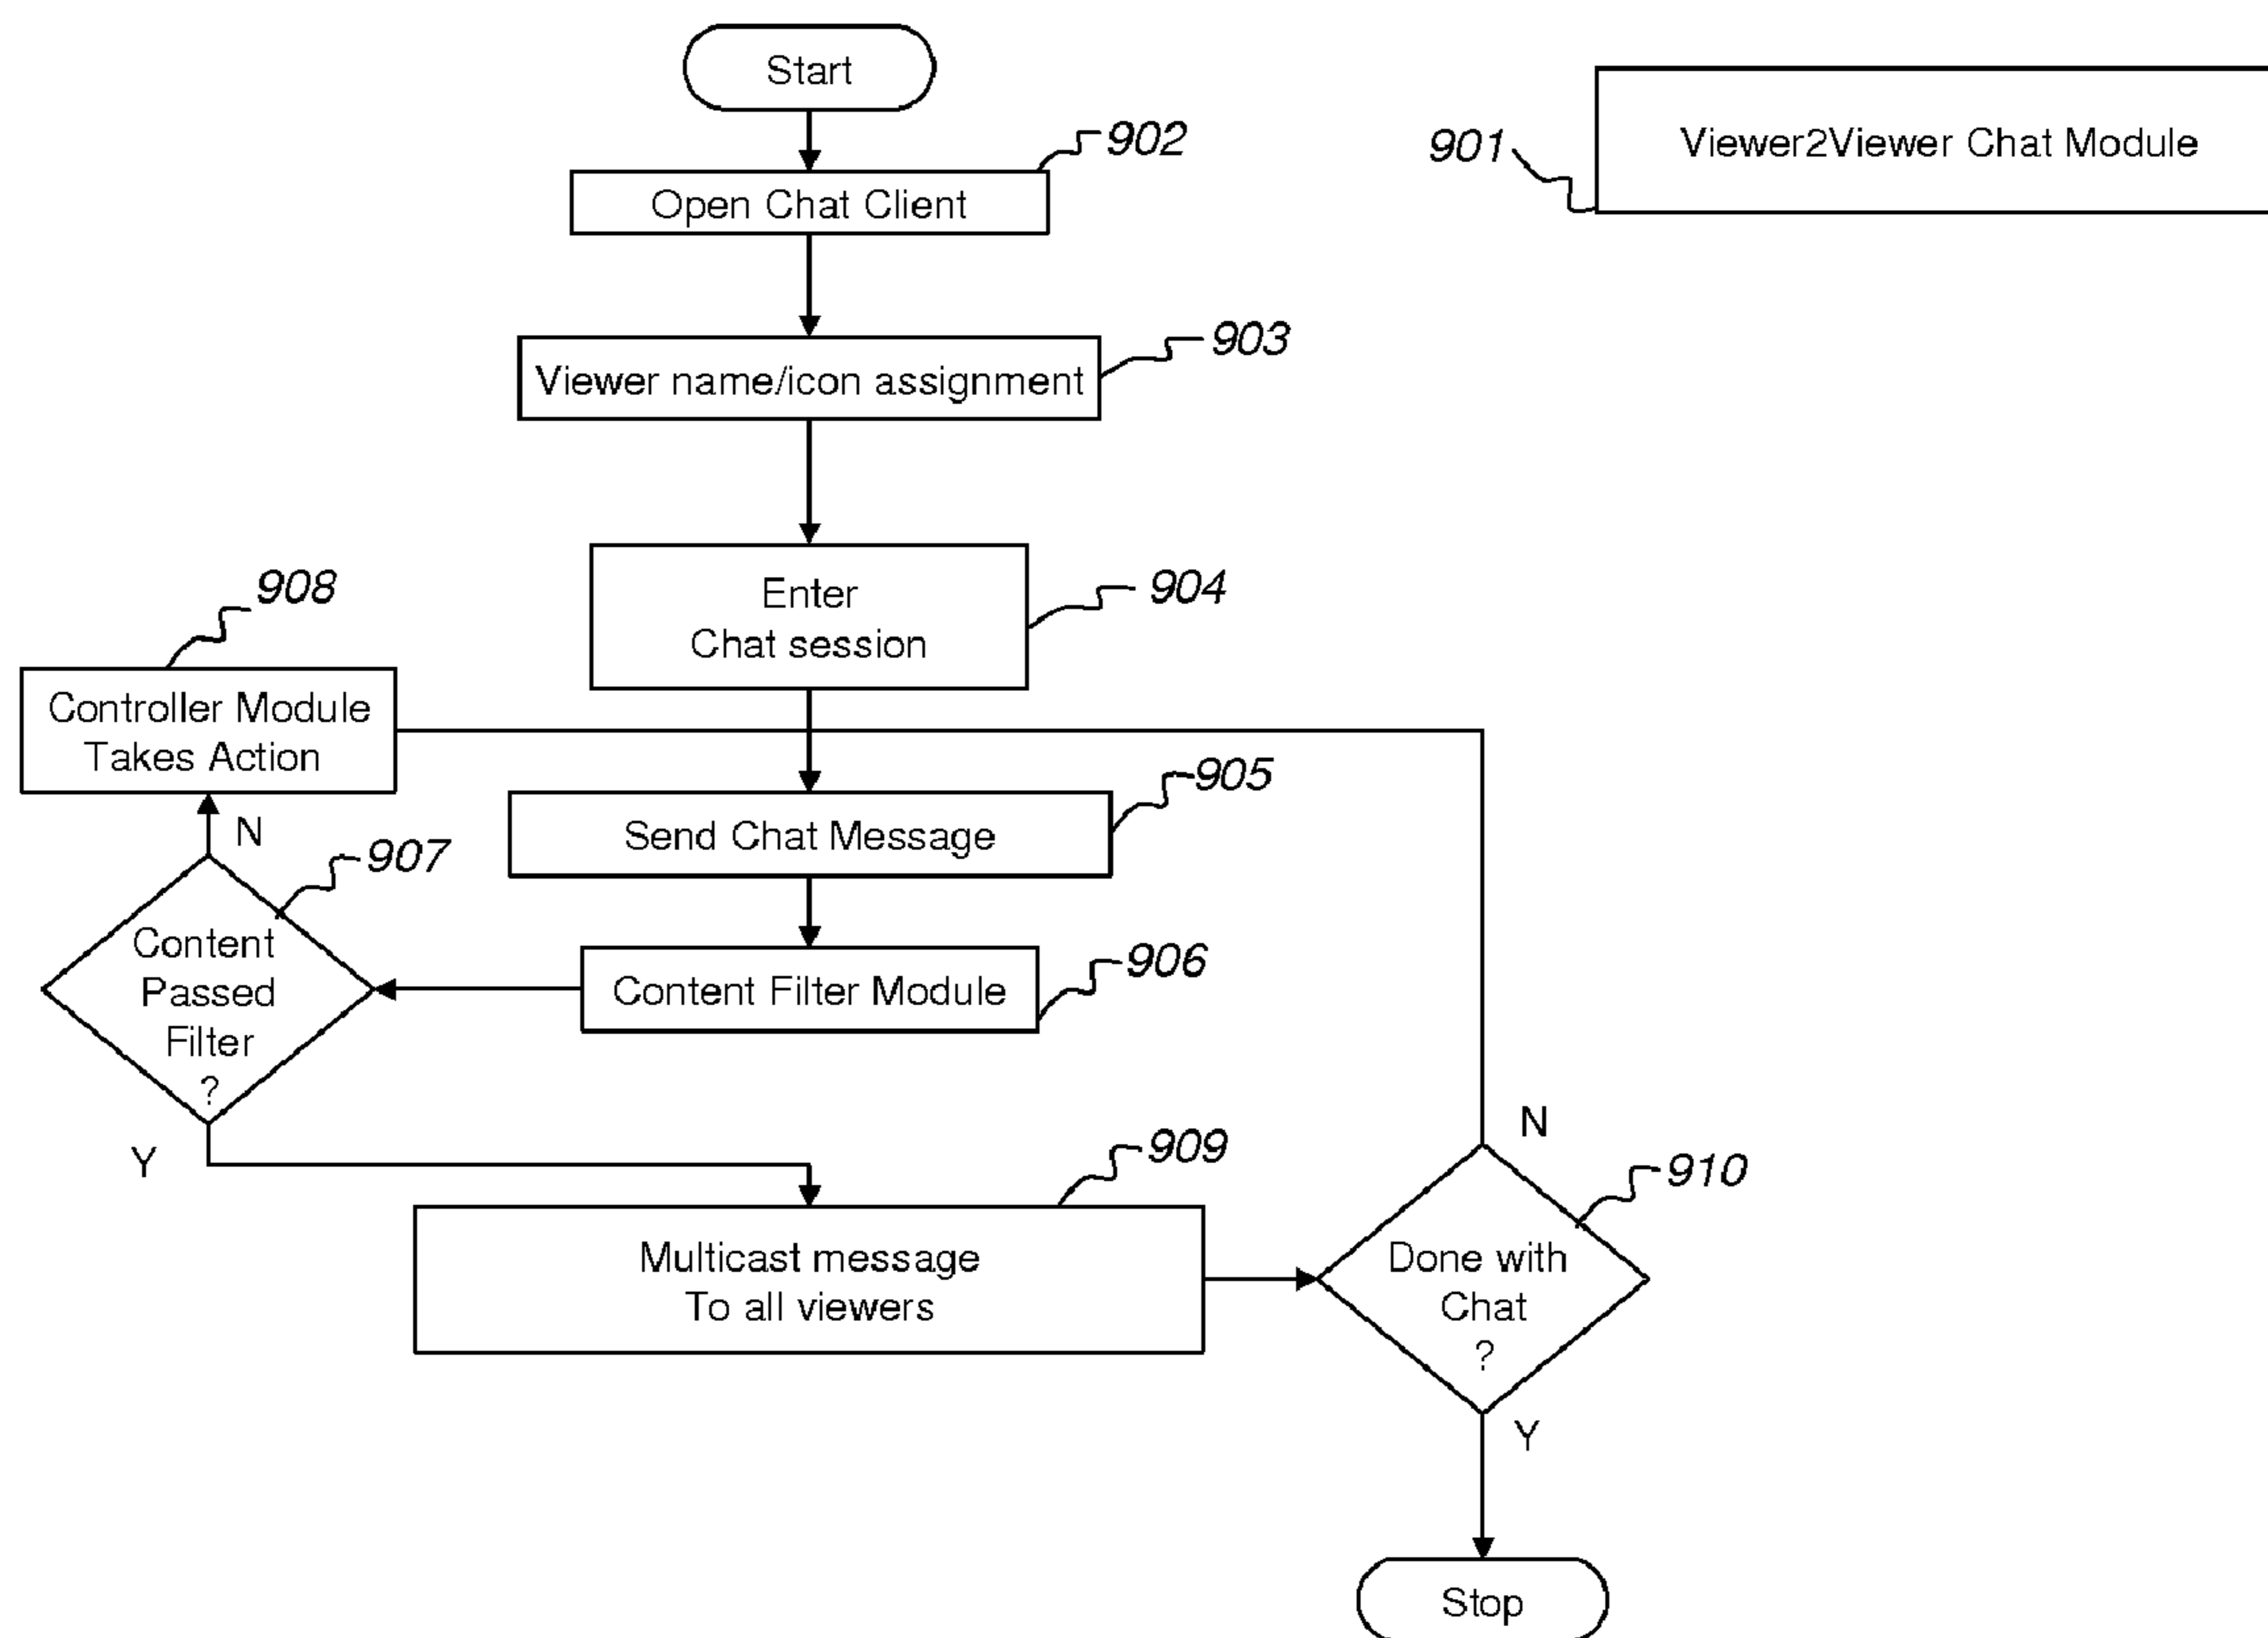 Start
902
Open Chat Client
901
Viewer2Viewer Chat Module
903
Viewer name/icon assignment
904
Enter
Chat session
908
Controller Module
Takes Action
905
Send Chat Message
N
907
Content
Passed
Filter
?
906
Content Filter Module
Y
909
Multicast message
To all viewers
N
910
Done with
Chat
?
Y
Stop